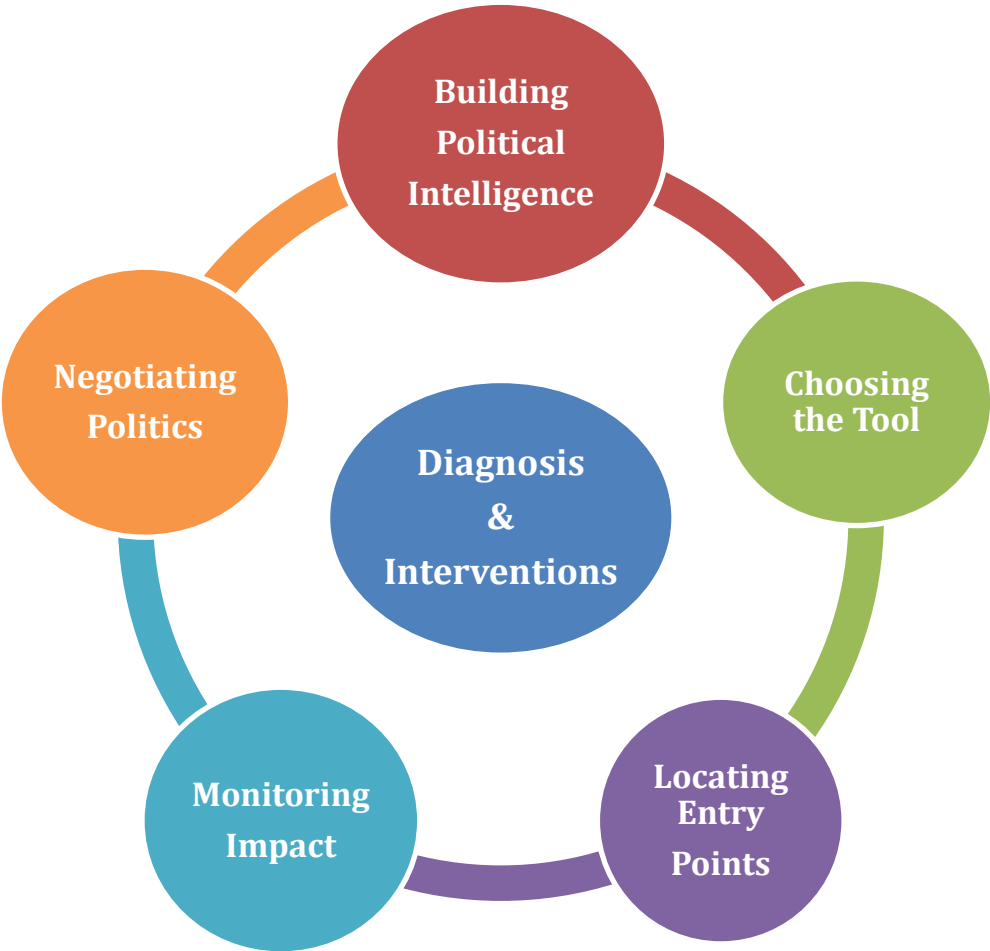 Building
Political
Intelligence
Choosing
the Tool
Locating
Entry
Points
Monitoring
Impact
Negotiating
Politics
Diagnosis
&
Interventions